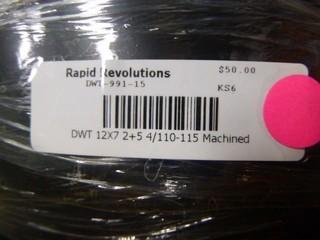 Rapid Revolutions $50.00
DWT-991-15 KS6
DWT 12X7 2+5 4/110-115 Machined